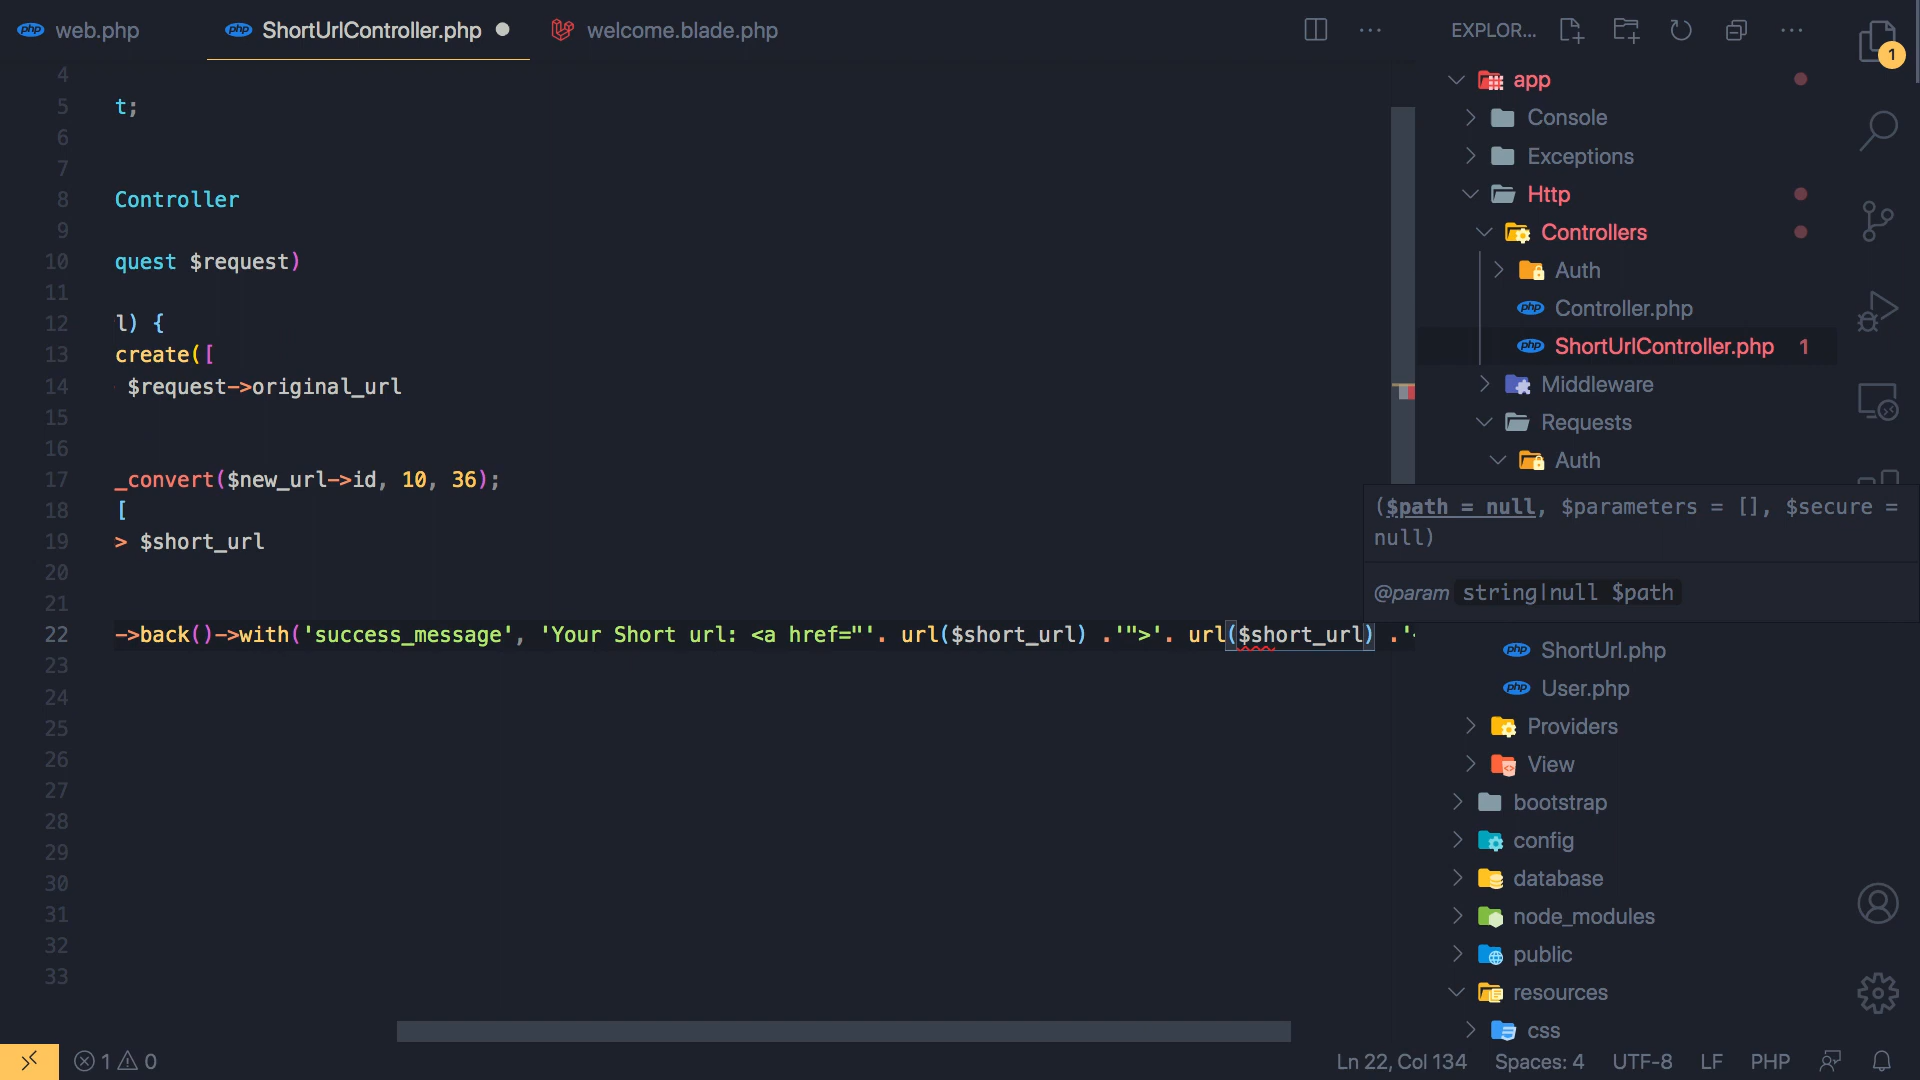 web.php
ShortUrlController.php
welcome.blade.php
EXPLOR...
1
4
5 t;
6
7
8 Controller
9
10 quest $request)
11
12 l) {
13 create([
14 $request->original_url
15
16
17 _convert($new_url->id, 10, 36);
18 [
19 > $short_url
20
21
22 ->back()->with('success_message', 'Your Short url: <a href="'. url($short_url) .'">'. url($short_url) .'
23
24
25
26
27
28
29
30
31
32
33
app
Console
Exceptions
Http
Controllers
Auth
Controller.php
ShortUrlController.php 1
Middleware
Requests
Auth
($path = null, $parameters = [], $secure =
null)
@param string|null $path
ShortUrl.php
User.php
Providers
View
bootstrap
config
database
node_modules
public
resources
css
1 0
Ln 22, Col 134 Spaces: 4 UTF-8 LF PHP